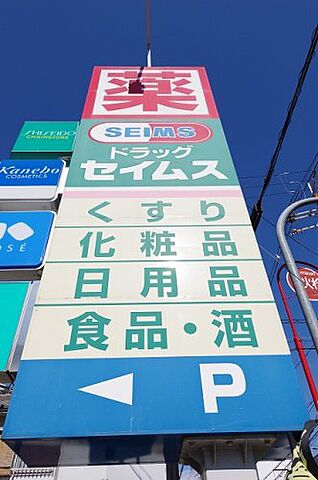 薬
SEIMS
ドラッグ
セイムス
くすり
化粧品
日用品
食品・酒
P
SHISEIDO
CHAINSTORE
Kanebo
COSMETICS